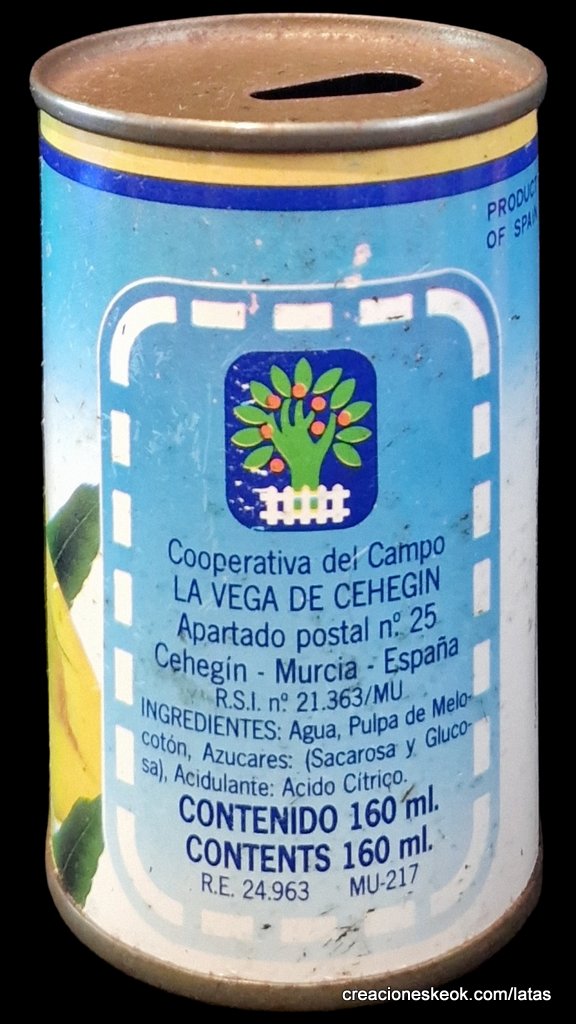 PRODUCT
OF SPAIN
Cooperativa del Campo
LA VEGA DE CEHEGIN
Apartado postal n.º 25
Cehegín - Murcia - España
R.S.I. n.º 21.363/MU
INGREDIENTES: Agua, Pulpa de Melo-
cotón, Azucares: (Sacarosa y Gluco-
sa), Acidulante: Acido Cítrico.
CONTENIDO 160 ml.
CONTENTS 160 ml.
R.E. 24.963 MU-217
creacioneskeok.com/latas